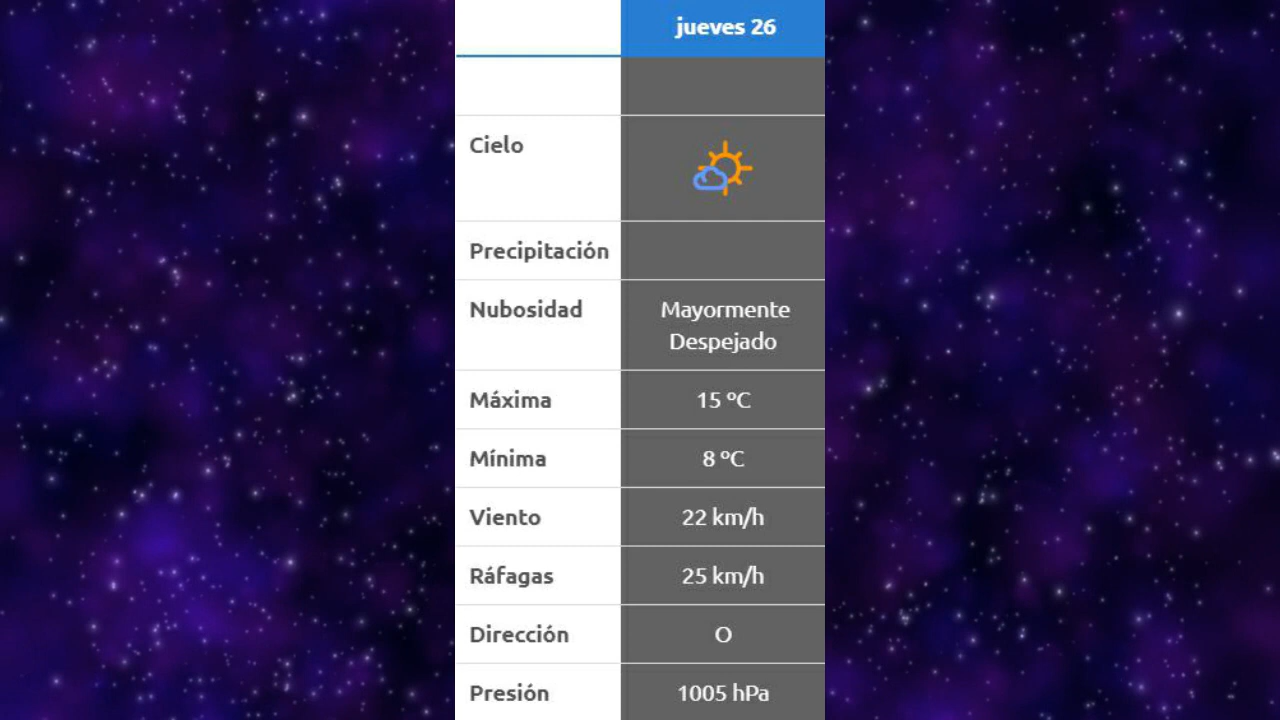 jueves 26
Cielo
Precipitación
Nubosidad
Mayormente
Despejado
Máxima
15 ºC
Mínima
8 ºC
Viento
22 km/h
Ráfagas
25 km/h
Dirección
O
Presión
1005 hPa